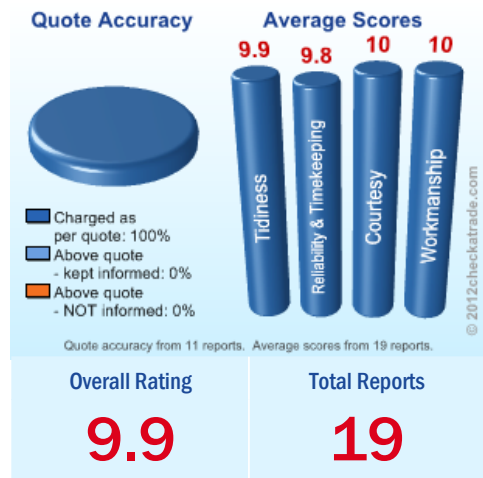 Quote Accuracy
Average Scores
9.9
9.8
10
10
Tidiness
Reliability & Timekeeping
Courtesy
Workmanship
Charged as
per quote: 100%
Above quote
- kept informed: 0%
Above quote
- NOT informed: 0%
© 2012checkatrade.com
Quote accuracy from 11 reports. Average scores from 19 reports.
Overall Rating
9.9
Total Reports
19